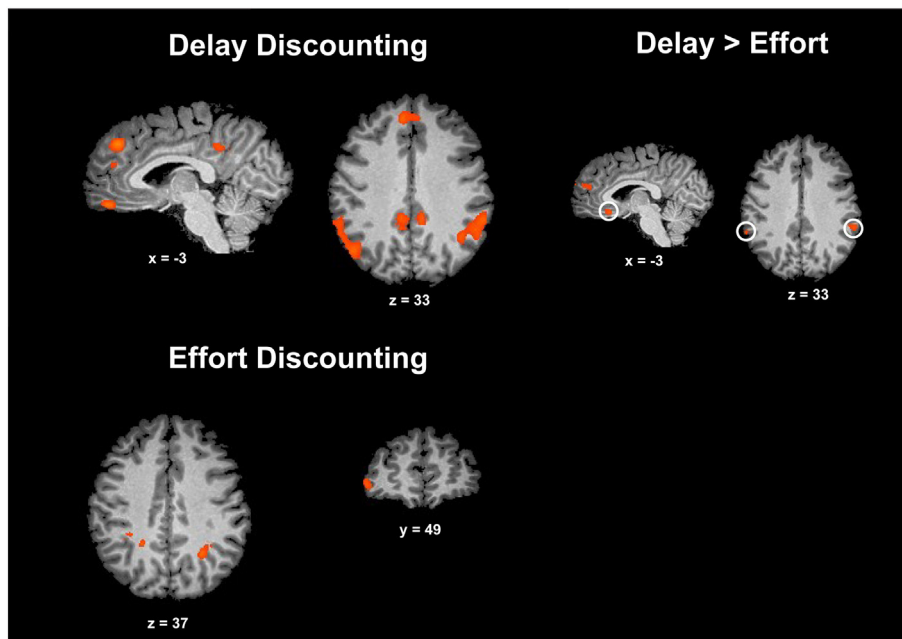 Delay Discounting
Delay > Effort
x = -3
z = 33
x = -3
z = 33
Effort Discounting
y = 49
z = 37